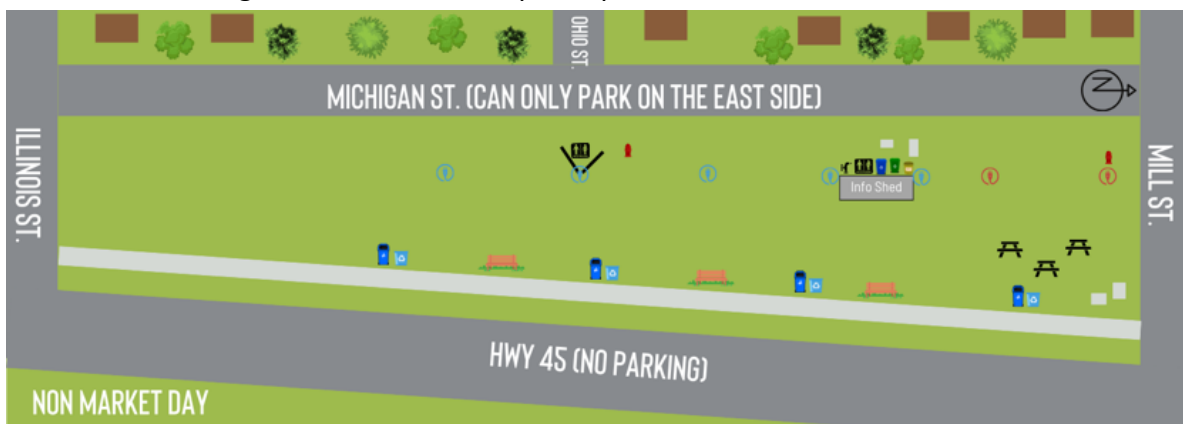 OHIO ST.
MICHIGAN ST. (CAN ONLY PARK ON THE EAST SIDE)
N
ILLINOIS ST.
MILL ST.
Info Shed
HWY 45 (NO PARKING)
NON MARKET DAY